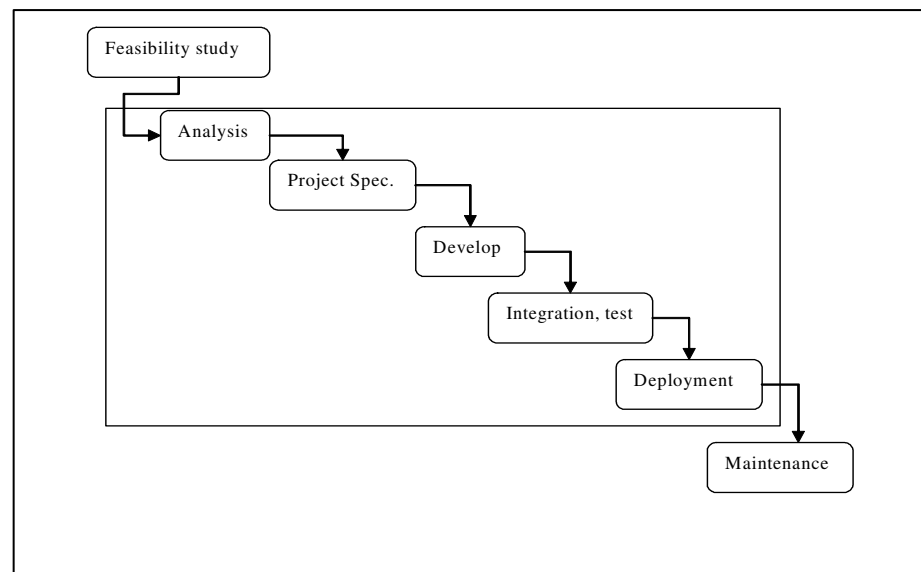 Feasibility study
Analysis
Project Spec.
Develop
Integration, test
Deployment
Maintenance